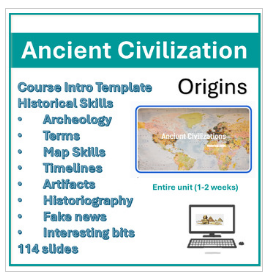 Ancient Civilization
Course Intro Template
Origins
Historical Skills
• Archeology
• Terms
• Map Skills
• Timelines
• Artifacts
• Historiography
• Fake news
• Interesting bits
114 slides
Ancient Civilizations
Entire unit (1-2 weeks)